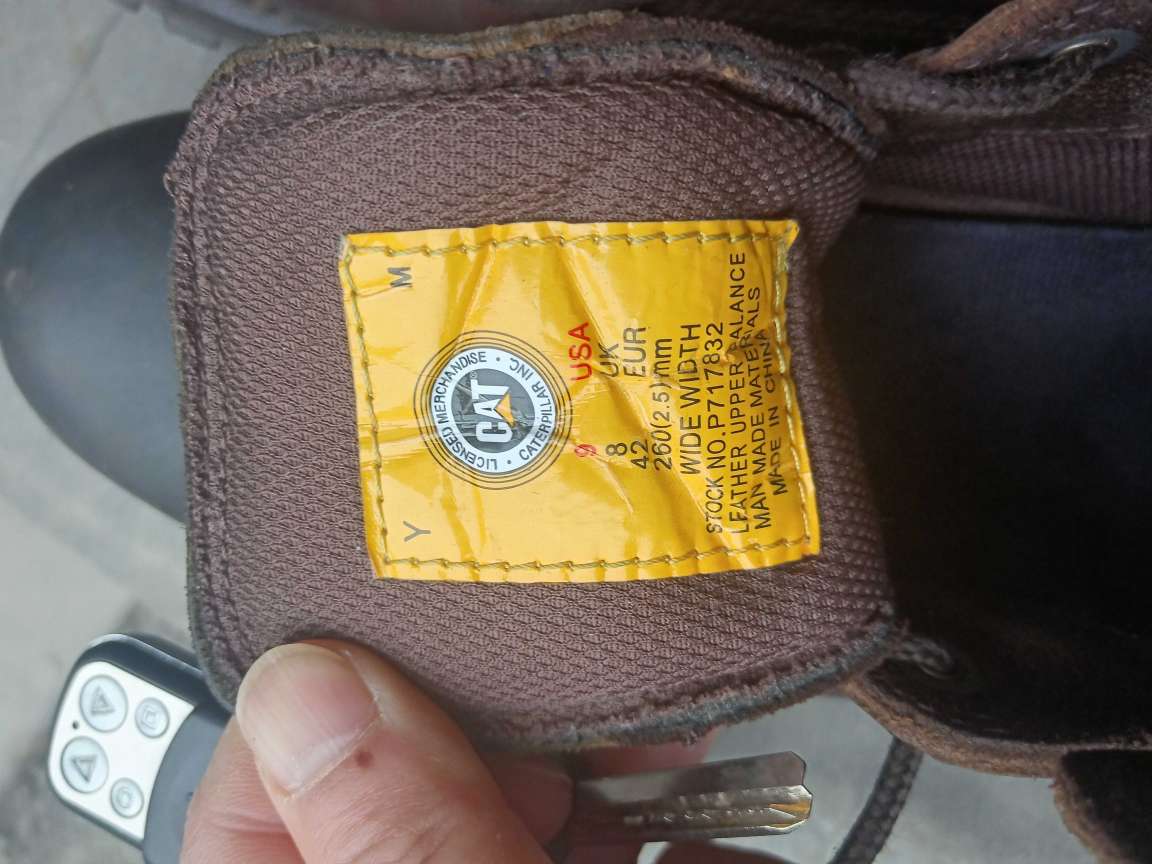 Y M
LICENSED MERCHANDISE • CATERPILLAR INC •
CAT®
9 USA
8 UK
42 EUR
260(2.5)mm
WIDE WIDTH
STOCK NO.P717832
LEATHER UPPER BALANCE
MAN MADE MATERIALS
MADE IN CHINA